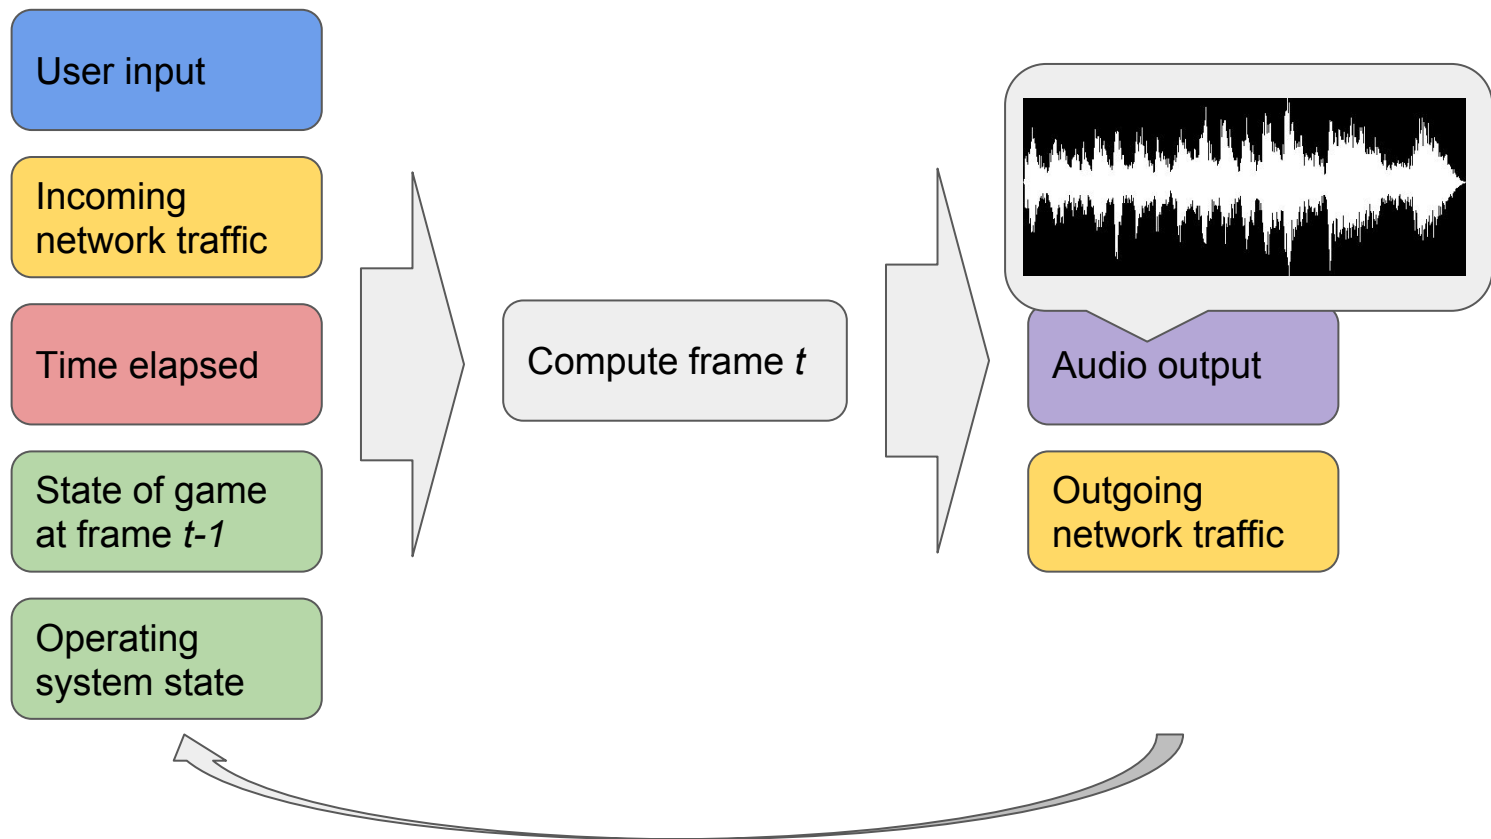 User input
Incoming
network traffic
Time elapsed
State of game
at frame t-1
Operating
system state
Compute frame t
Audio output
Outgoing
network traffic